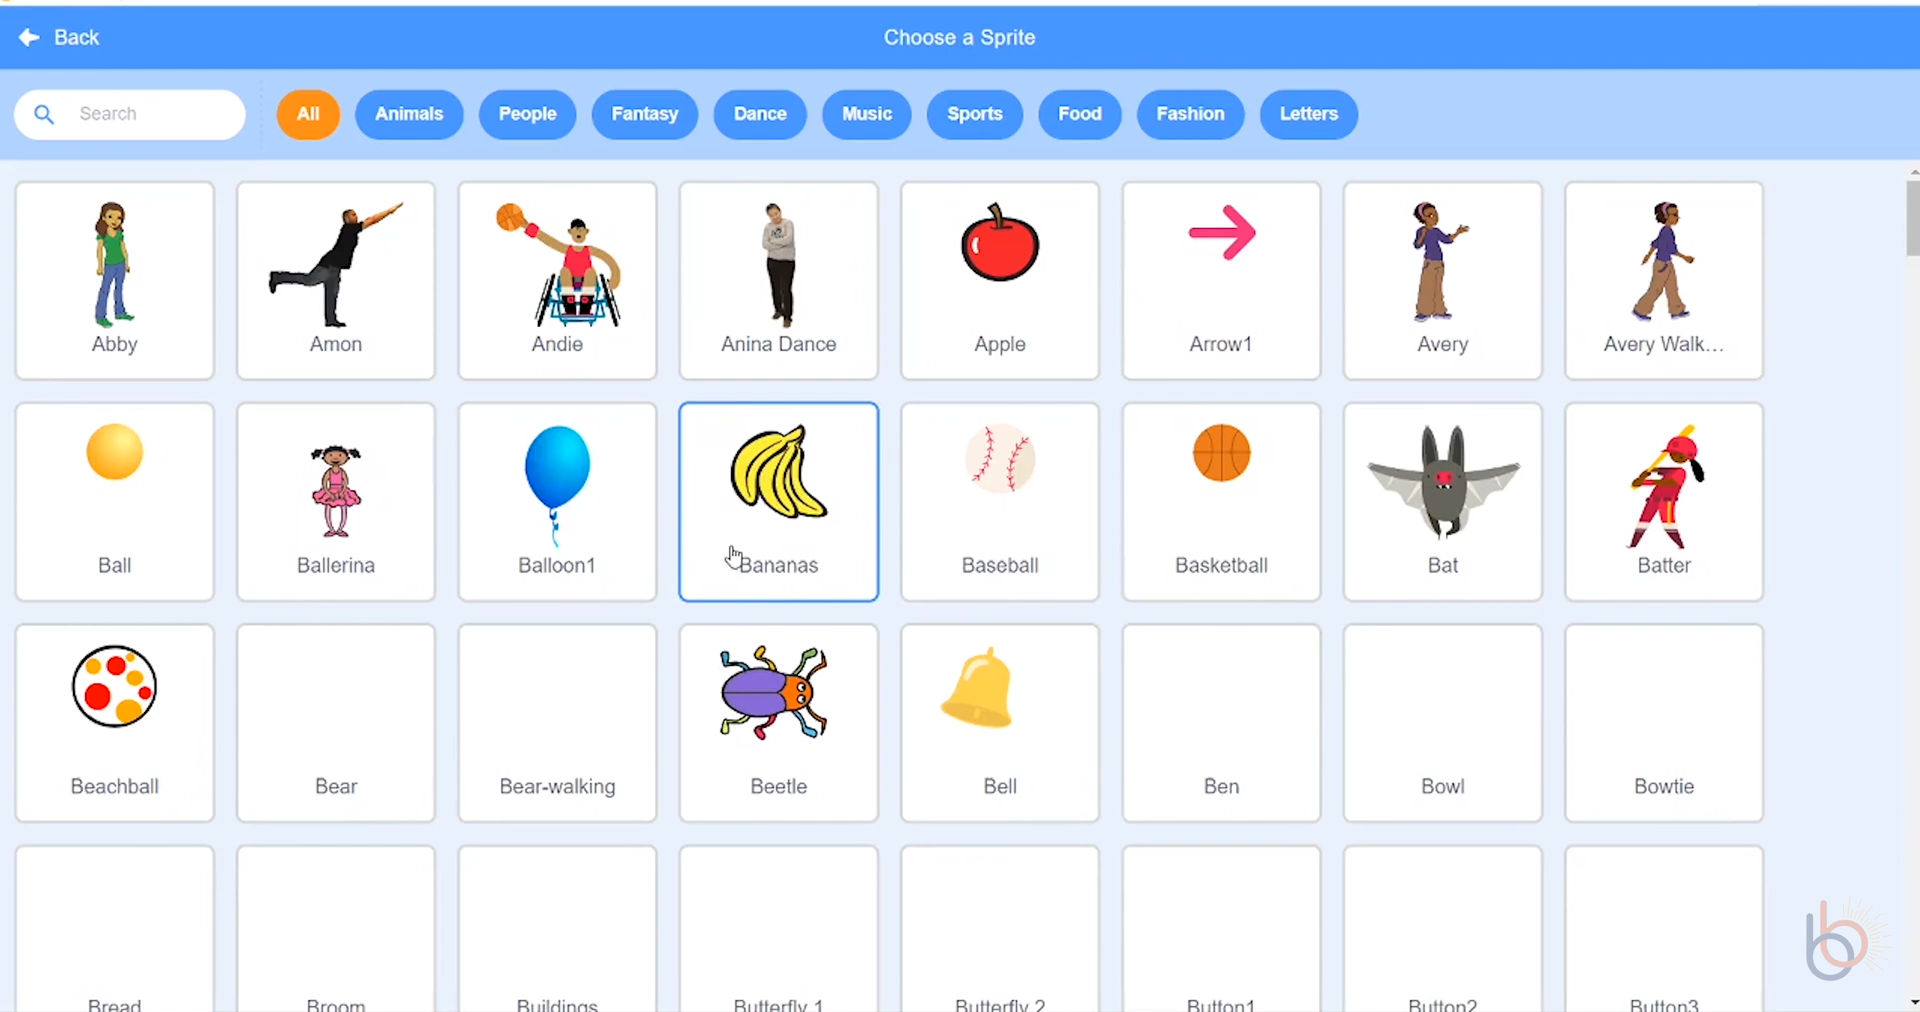 Back
Choose a Sprite
Search
All
Animals
People
Fantasy
Dance
Music
Sports
Food
Fashion
Letters
Abby
Amon
Andie
Anina Dance
Apple
Arrow1
Avery
Avery Walk...
Ball
Ballerina
Balloon1
Bananas
Baseball
Basketball
Bat
Batter
Beachball
Bear
Bear-walking
Beetle
Bell
Ben
Bowl
Bowtie
Bread
Broom
Buildings
Butterfly 1
Butterfly 2
Button1
Button2
Button3